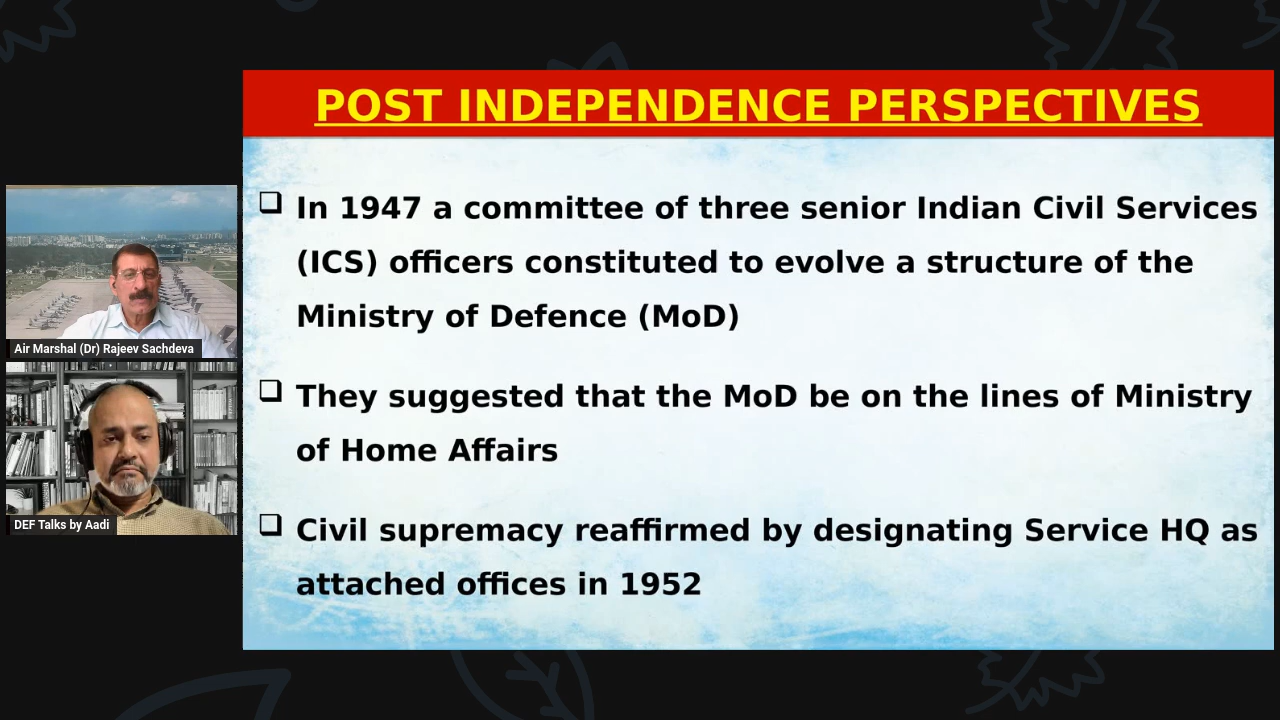 POST INDEPENDENCE PERSPECTIVES
❑ In 1947 a committee of three senior Indian Civil Services
(ICS) officers constituted to evolve a structure of the
Ministry of Defence (MoD)
❑ They suggested that the MoD be on the lines of Ministry
of Home Affairs
❑ Civil supremacy reaffirmed by designating Service HQ as
attached offices in 1952
Air Marshal (Dr) Rajeev Sachdeva
DEF Talks by Aadi